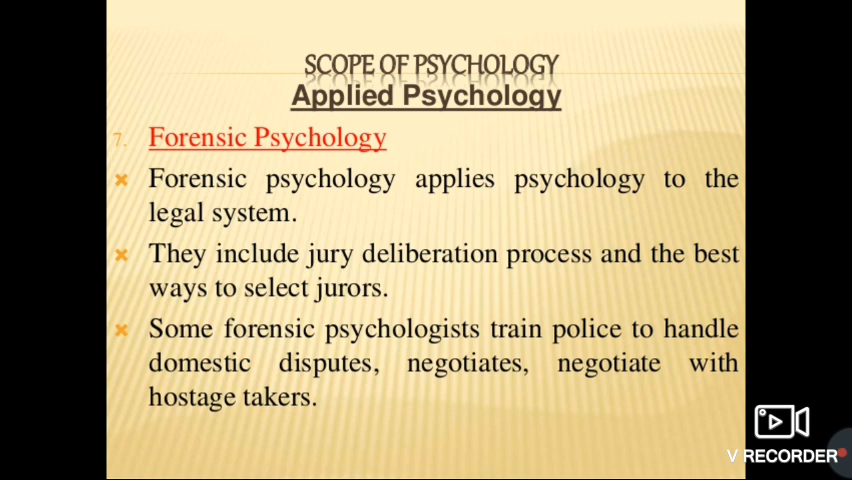 SCOPE OF PSYCHOLOGY
Applied Psychology
7. Forensic Psychology
Forensic psychology applies psychology to the
legal system.
They include jury deliberation process and the best
ways to select jurors.
Some forensic psychologists train police to handle
domestic disputes, negotiates, negotiate with
hostage takers.
V RECORDER